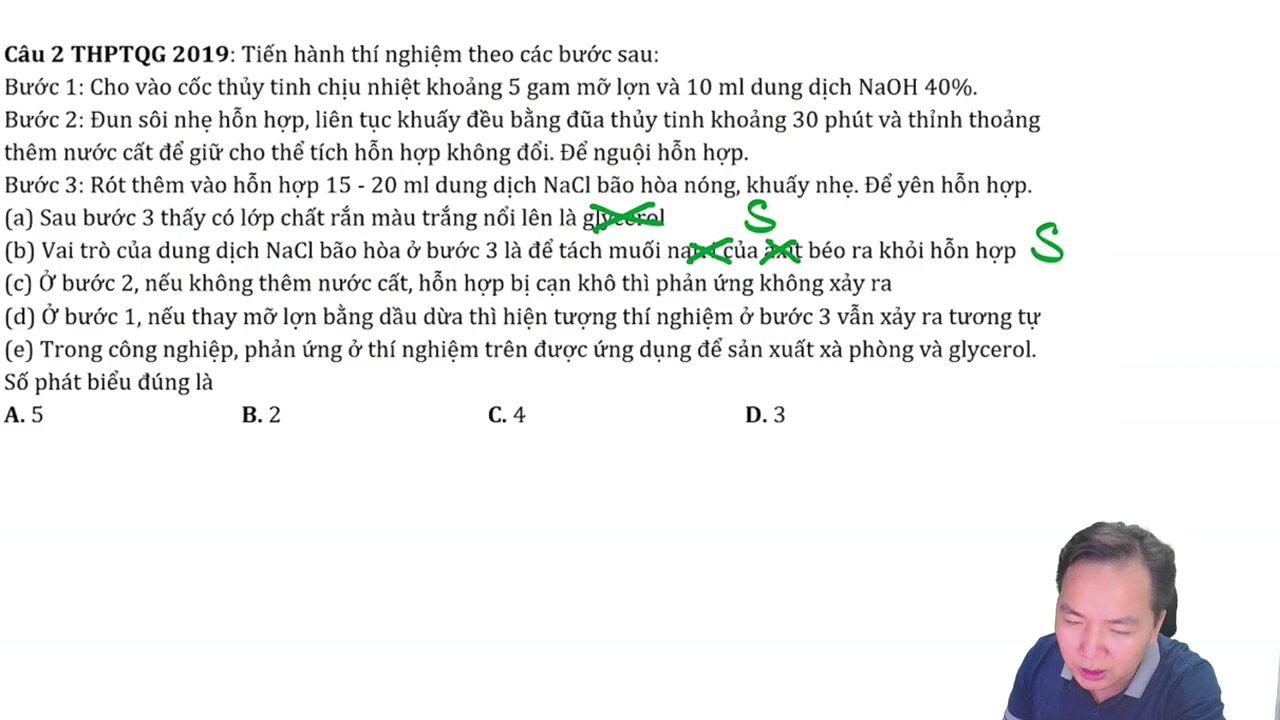 Câu 2 THPTQG 2019: Tiến hành thí nghiệm theo các bước sau:
Bước 1: Cho vào cốc thủy tinh chịu nhiệt khoảng 5 gam mỡ lợn và 10 ml dung dịch NaOH 40%.
Bước 2: Đun sôi nhẹ hỗn hợp, liên tục khuấy đều bằng đũa thủy tinh khoảng 30 phút và thỉnh thoảng
thêm nước cất để giữ cho thể tích hỗn hợp không đổi. Để nguội hỗn hợp.
Bước 3: Rót thêm vào hỗn hợp 15 - 20 ml dung dịch NaCl bão hòa nóng, khuấy nhẹ. Để yên hỗn hợp.
(a) Sau bước 3 thấy có lớp chất rắn màu trắng nổi lên là glycerol S
(b) Vai trò của dung dịch NaCl bão hòa ở bước 3 là để tách muối của axit béo ra khỏi hỗn hợp S
(c) Ở bước 2, nếu không thêm nước cất, hỗn hợp bị cạn khô thì phản ứng không xảy ra
(d) Ở bước 1, nếu thay mỡ lợn bằng dầu dừa thì hiện tượng thí nghiệm ở bước 3 vẫn xảy ra tương tự
(e) Trong công nghiệp, phản ứng ở thí nghiệm trên được ứng dụng để sản xuất xà phòng và glycerol.
Số phát biểu đúng là
A. 5 B. 2 C. 4 D. 3